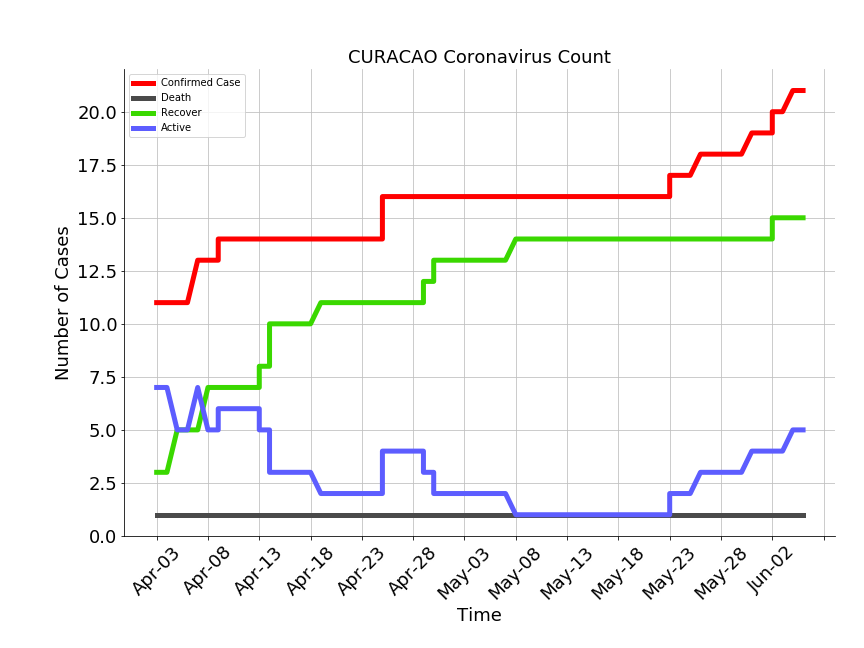 CURACAO Coronavirus Count
Confirmed Case
Death
Recover
Active
20.0
17.5
15.0
12.5
10.0
7.5
5.0
2.5
0.0
Number of Cases
Apr-03
Apr-08
Apr-13
Apr-18
Apr-23
Apr-28
May-03
May-08
May-13
May-18
May-23
May-28
Jun-02
Time